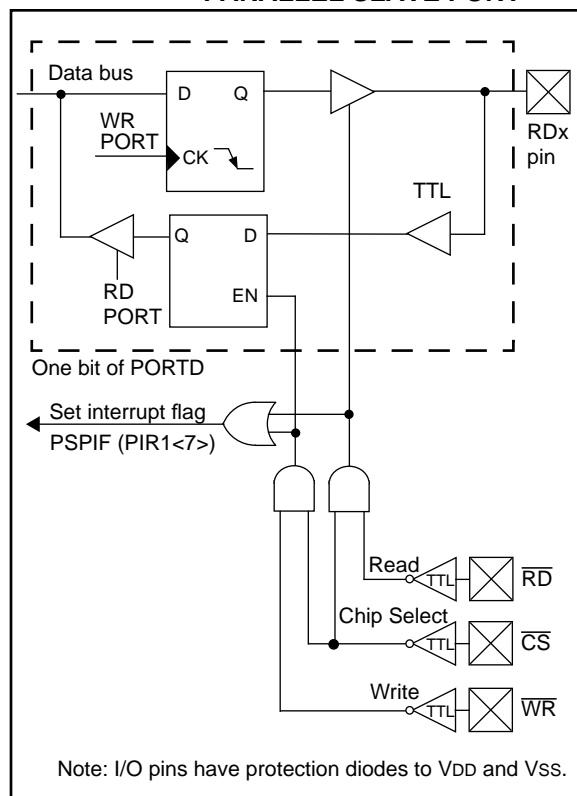 Data bus
D
Q
WR
PORT
CK
RDx
pin
TTL
Q
D
EN
RD
PORT
One bit of PORTD
Set interrupt flag
PSPIF (PIR1<7>)
Read
TTL
RD
Chip Select
TTL
CS
Write
TTL
WR
Note: I/O pins have protection diodes to VDD and VSS.